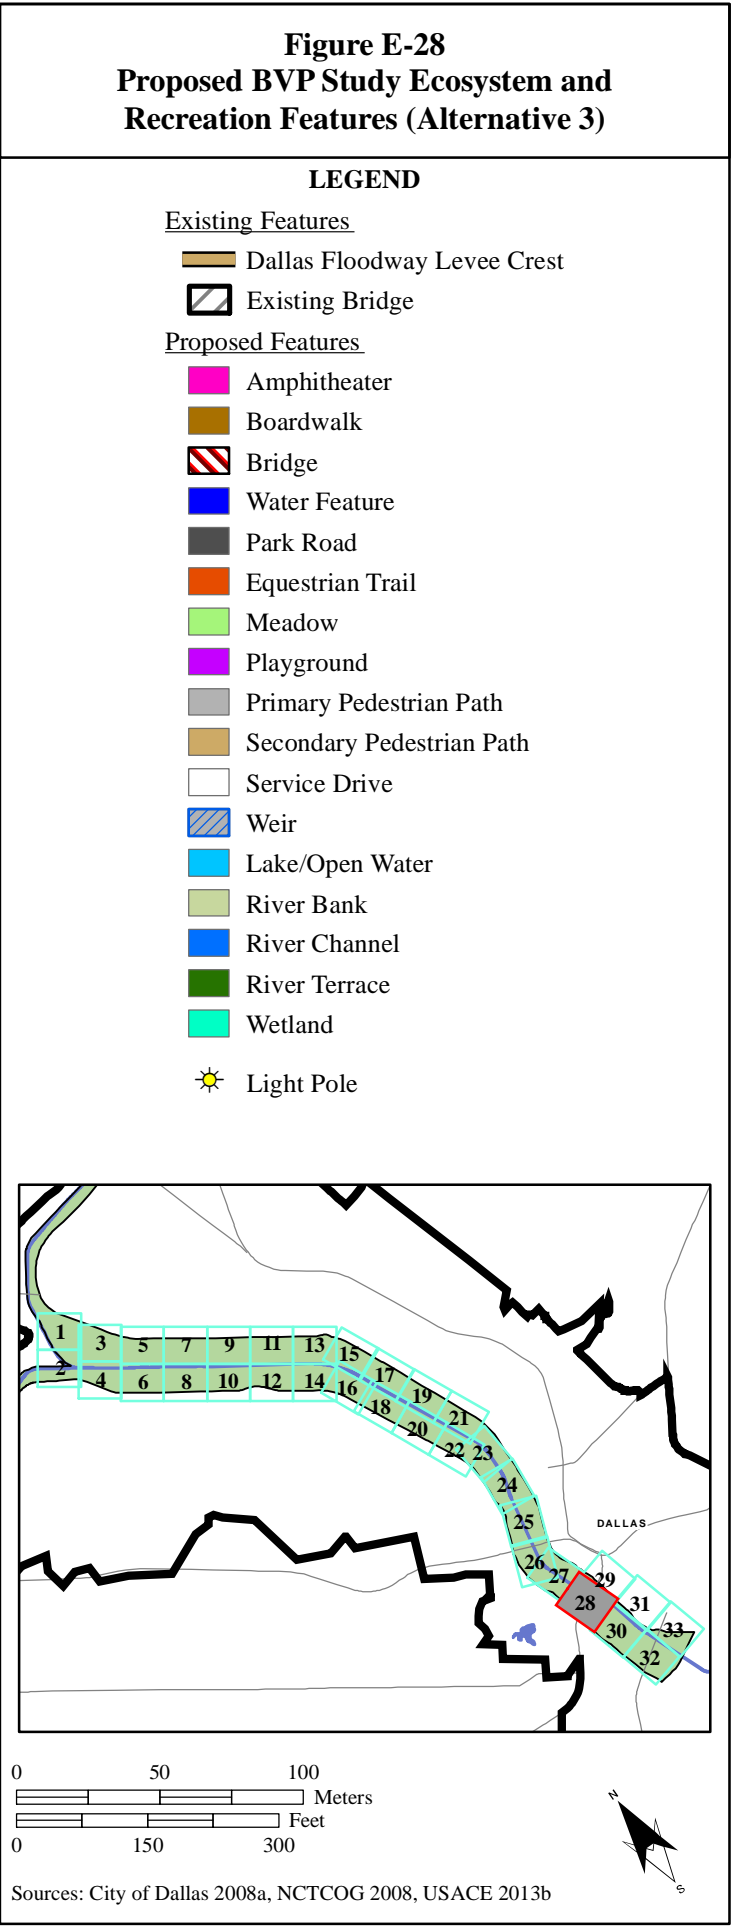 Figure E-28
Proposed BVP Study Ecosystem and
Recreation Features (Alternative 3)
LEGEND
Existing Features
Dallas Floodway Levee Crest
Existing Bridge
Proposed Features
Amphitheater
Boardwalk
Bridge
Water Feature
Park Road
Equestrian Trail
Meadow
Playground
Primary Pedestrian Path
Secondary Pedestrian Path
Service Drive
Weir
Lake/Open Water
River Bank
River Channel
River Terrace
Wetland
Light Pole
1
3
5
7
9
11
13
15
2
4
6
8
10
12
14
16
17
18
19
20
21
22
23
24
25
DALLAS
26
27
28
29
30
31
32
33
0 50 100
Meters
Feet
0 150 300
N
S
Sources: City of Dallas 2008a, NCTCOG 2008, USACE 2013b